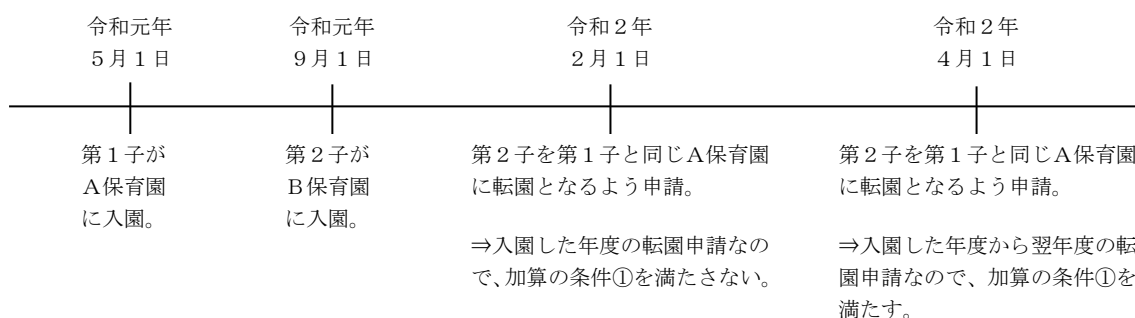 令和元年
５月１日
令和元年
９月１日
令和２年
２月１日
令和２年
４月１日
第１子が
Ａ保育園
に入園。
第２子が
Ｂ保育園
に入園。
第２子を第１子と同じＡ保育園
に転園となるよう申請。
⇒入園した年度の転園申請なの
で、加算の条件①を満たさない。
第２子を第１子と同じＡ保育園
に転園となるよう申請。
⇒入園した年度から翌年度の転
園申請なので、加算の条件①を
満たす。